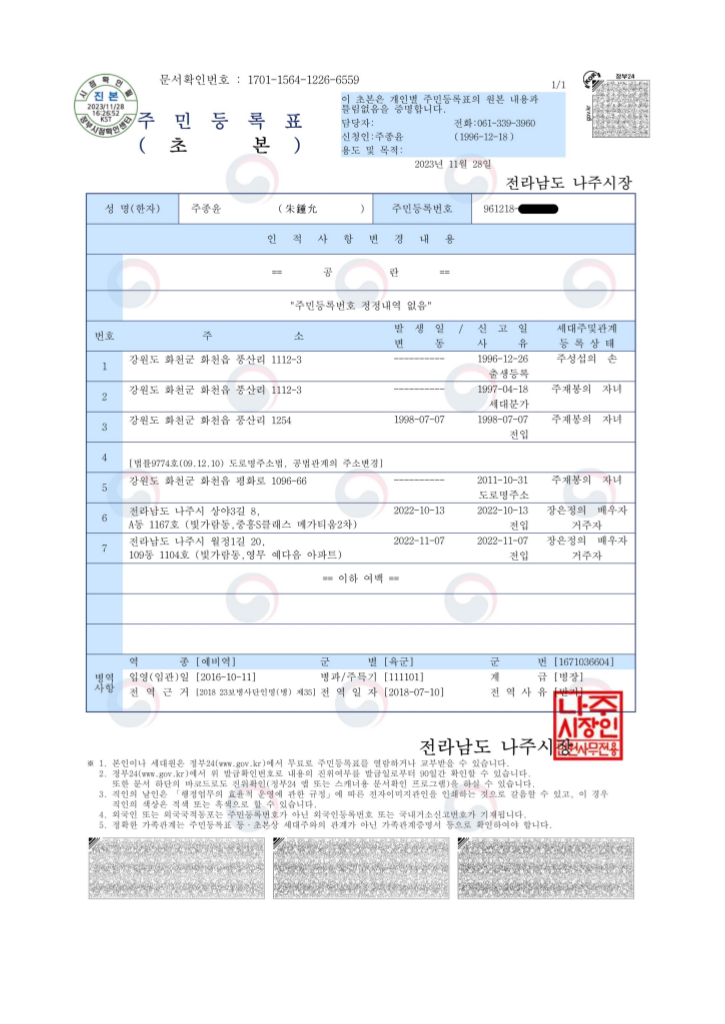 문서확인번호 : 1701-1564-1226-6559
1/1
시점확인필
진본
2023/11/28
16:26:52
KST
정부시점확인센터
정부24
주 민 등 록 표
( 초 본 )
이 초본은 개인별 주민등록표의 원본 내용과
틀림없음을 증명합니다.
담당자: 전화:061-339-3960
신청인:주종윤 (1996-12-18 )
용도 및 목적:
2023년 11월 28일
전라남도 나주시장
성 명(한자) 주종윤 (朱鍾允 ) 주민등록번호 961218-
인 적 사 항 변 경 내 용
== 공 란 ==
"주민등록번호 정정내역 없음"
번호 주 소 발 생 일 / 신 고 일 세대주및관계
변 동 사 유 등 록 상 태
1 강원도 화천군 화천읍 풍산리 1112-3 ---------- 1996-12-26 주성섭의 손
출생등록
2 강원도 화천군 화천읍 풍산리 1112-3 ---------- 1997-04-18 주재봉의 자녀
세대분가
3 강원도 화천군 화천읍 풍산리 1254 1998-07-07 1998-07-07 주재봉의 자녀
전입
4
[법률9774호(09.12.10) 도로명주소법, 공법관계의 주소변경]
5 강원도 화천군 화천읍 평화로 1096-66 ---------- 2011-10-31 주재봉의 자녀
도로명주소
6 전라남도 나주시 상야3길 8, 2022-10-13 2022-10-13 장은정의 배우자
A동 1167호 (빛가람동,중흥S클래스 메가티움2차) 전입 거주자
7 전라남도 나주시 월정1길 20, 2022-11-07 2022-11-07 장은정의 배우자
109동 1104호 (빛가람동,영무 예다음 아파트) 전입 거주자
== 이하 여백 ==
병역사항
역 종 [예비역] 군 별 [육군] 군 번 [1671036604]
입영(임관)일 [2016-10-11] 병과/주특기 [111101] 계 급 [병장]
전 역 근 거 [2018 23보병사단인명(병) 제35] 전 역 일 자 [2018-07-10] 전 역 사 유 [만기]
전라남도 나주시장
나주
시장인
민원사무전용
※ 1. 본인이나 세대원은 정부24(www.gov.kr)에서 무료로 주민등록표를 열람하거나 교부받을 수 있습니다.
2. 정부24(www.gov.kr)에서 위 발급확인번호로 내용의 진위여부를 발급일로부터 90일간 확인할 수 있습니다.
또한 문서 하단의 바코드로도 진위확인(정부24 앱 또는 스캐너용 문서확인 프로그램)을 하실 수 있습니다.
3. 직인의 날인은 「행정업무의 효율적 운영에 관한 규정」에 따른 전자이미지관인을 인쇄하는 것으로 갈음할 수 있고, 이 경우
직인의 색상은 적색 또는 흑색으로 할 수 있습니다.
4. 외국인 또는 외국국적동포는 주민등록번호가 아닌 외국인등록번호 또는 국내거소신고번호가 기재됩니다.
5. 정확한 가족관계는 주민등록표 등·초본상 세대주와의 관계가 아닌 가족관계증명서 등으로 확인하여야 합니다.